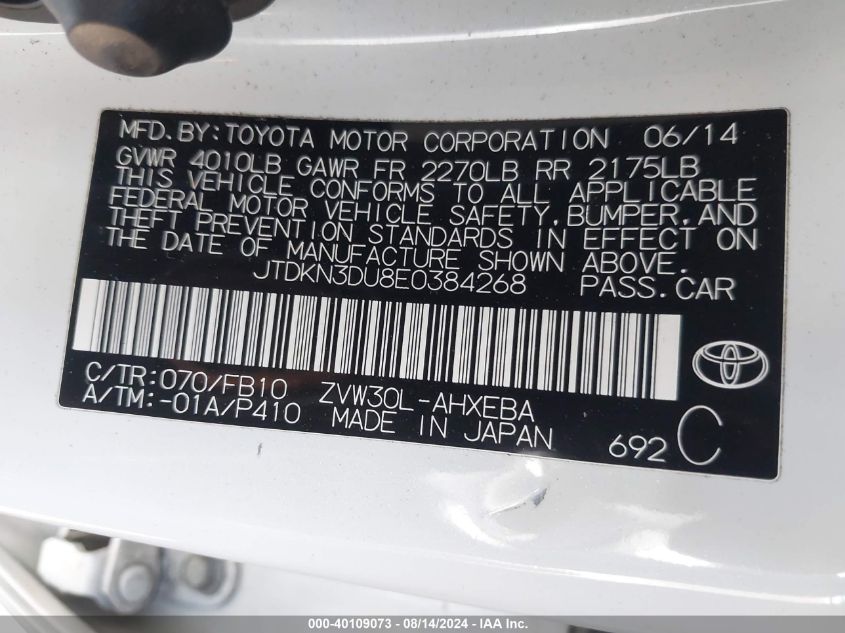 MFD. BY: TOYOTA MOTOR CORPORATION 06/14
GVWR 4010LB GAWR FR 2270LB RR 2175LB
THIS VEHICLE CONFORMS TO ALL APPLICABLE
FEDERAL MOTOR VEHICLE SAFETY, BUMPER, AND
THEFT PREVENTION STANDARDS IN EFFECT ON
THE DATE OF MANUFACTURE SHOWN ABOVE.
JTDKN3DU8E0384268 PASS. CAR
C/TR: 070/FB10 ZVW30L-AHXEBA
A/TM: -01A/P410 MADE IN JAPAN
692 C
000-40109073 - 08/14/2024 - IAA Inc.